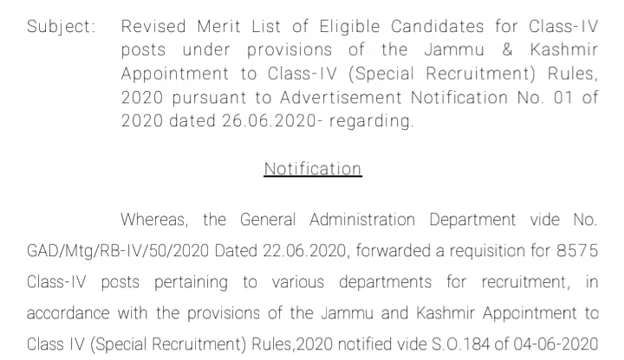 Subject: Revised Merit List of Eligible Candidates for Class-IV
posts under provisions of the Jammu & Kashmir
Appointment to Class-IV (Special Recruitment) Rules,
2020 pursuant to Advertisement Notification No. 01 of
2020 dated 26.06.2020- regarding.
Notification
Whereas, the General Administration Department vide No.
GAD/Mtg/RB-IV/50/2020 Dated 22.06.2020, forwarded a requisition for 8575
Class-IV posts pertaining to various departments for recruitment, in
accordance with the provisions of the Jammu and Kashmir Appointment to
Class IV (Special Recruitment) Rules,2020 notified vide S.O.184 of 04-06-2020